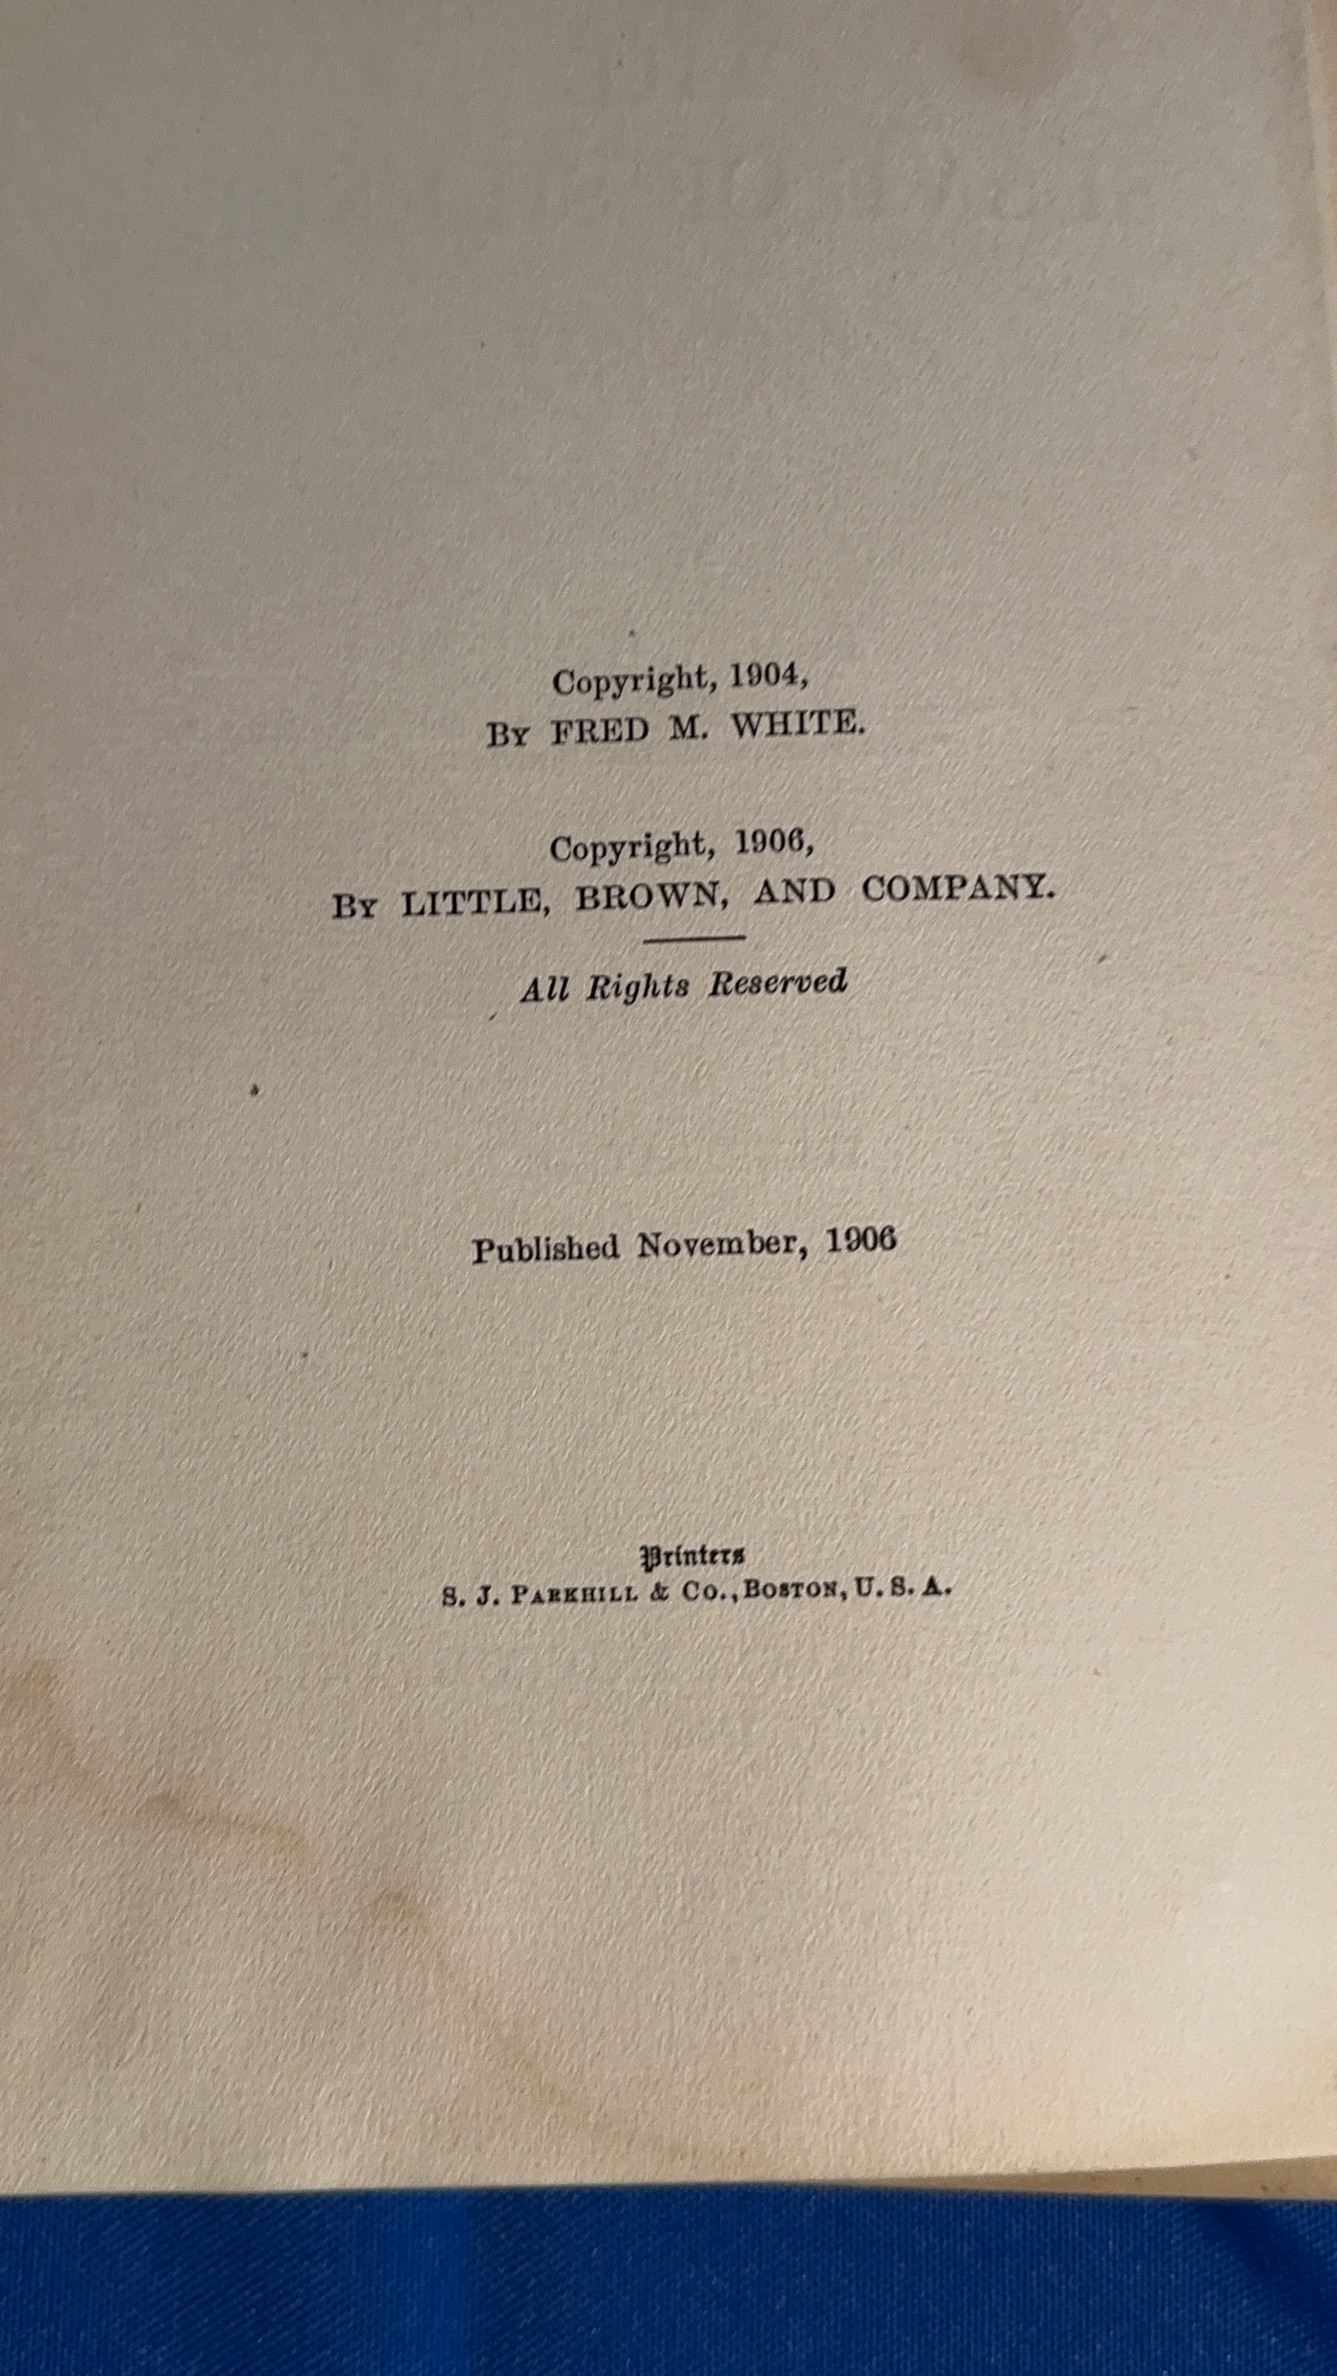 Copyright, 1904,
By FRED M. WHITE.
Copyright, 1906,
By LITTLE, BROWN, AND COMPANY.
All Rights Reserved
Published November, 1906
Printers
S. J. PARKHILL & CO., BOSTON, U. S. A.